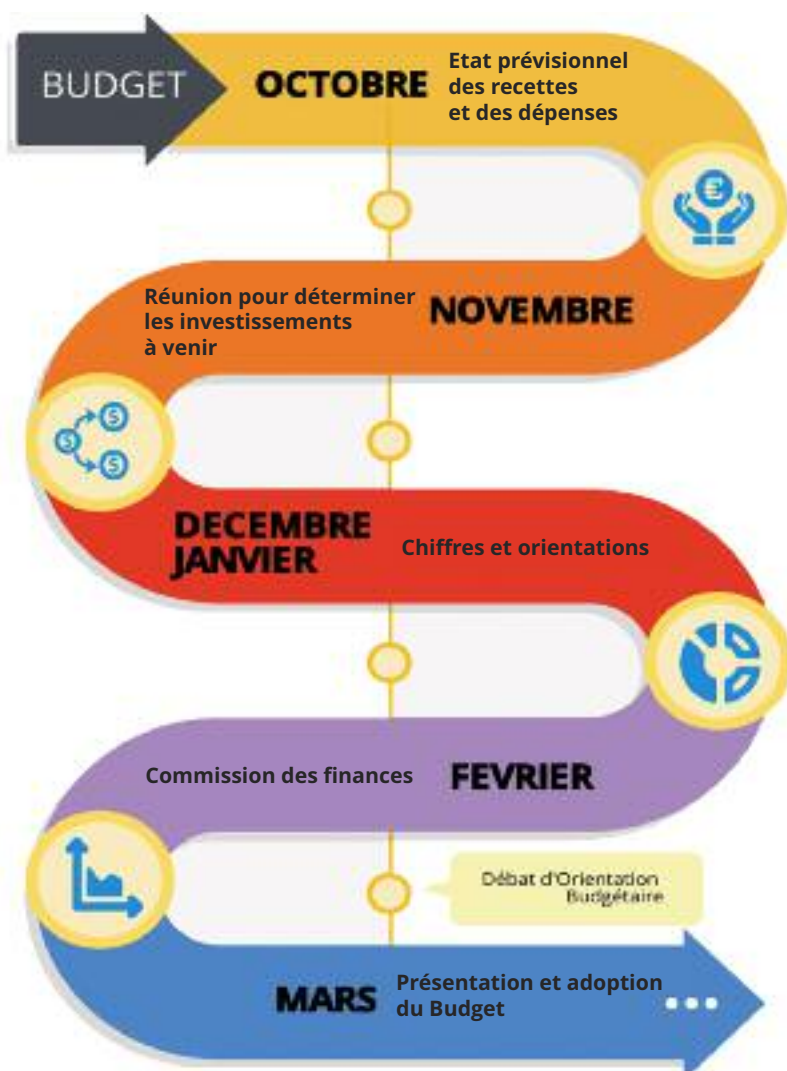 BUDGET
OCTOBRE
Etat prévisionnel
des recettes
et des dépenses
Réunion pour déterminer
les investissements
à venir
NOVEMBRE
DECEMBRE
JANVIER
Chiffres et orientations
Commission des finances
FEVRIER
Débat d'Orientation
Budgétaire
MARS
Présentation et adoption
du Budget